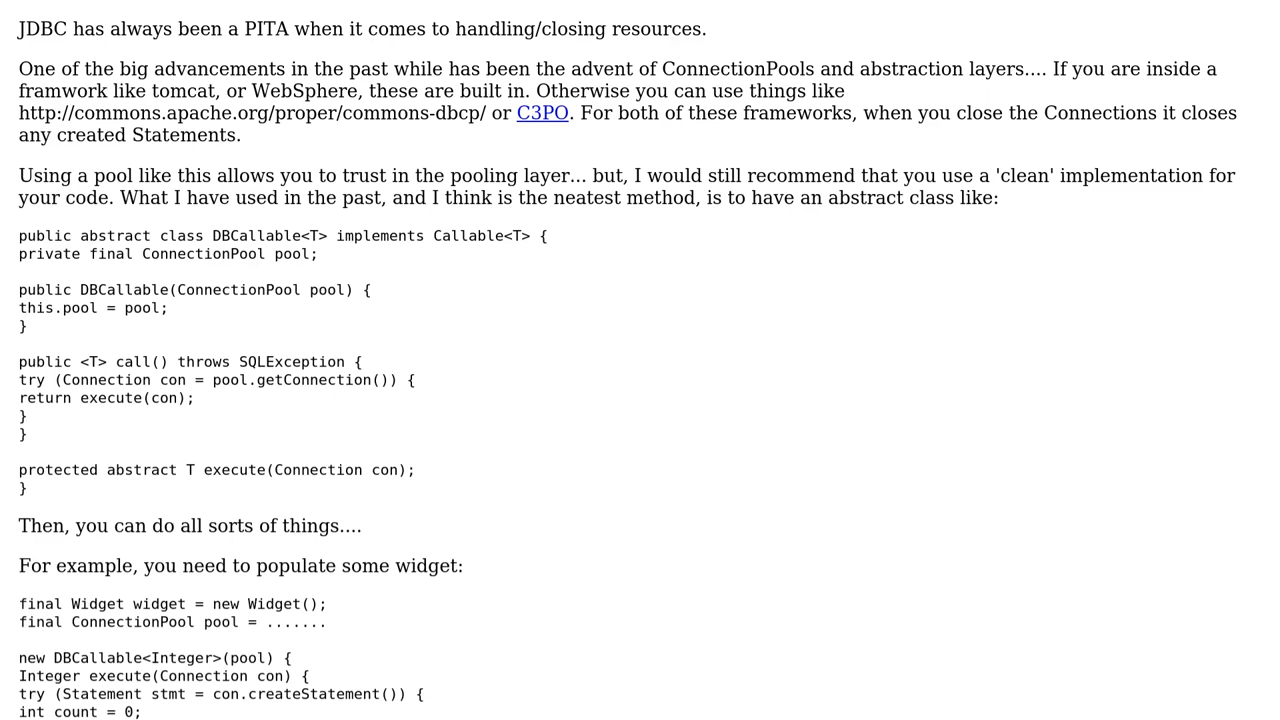 JDBC has always been a PITA when it comes to handling/closing resources.
One of the big advancements in the past while has been the advent of ConnectionPools and abstraction layers.... If you are inside a
framwork like tomcat, or WebSphere, these are built in. Otherwise you can use things like
http://commons.apache.org/proper/commons-dbcp/ or C3PO. For both of these frameworks, when you close the Connections it closes
any created Statements.
Using a pool like this allows you to trust in the pooling layer... but, I would still recommend that you use a 'clean' implementation for
your code. What I have used in the past, and I think is the neatest method, is to have an abstract class like:
public abstract class DBCallable<T> implements Callable<T> {
private final ConnectionPool pool;
public DBCallable(ConnectionPool pool) {
this.pool = pool;
}
public <T> call() throws SQLException {
try (Connection con = pool.getConnection()) {
return execute(con);
}
}
protected abstract T execute(Connection con);
}
Then, you can do all sorts of things....
For example, you need to populate some widget:
final Widget widget = new Widget();
final ConnectionPool pool = .......
new DBCallable<Integer>(pool) {
Integer execute(Connection con) {
try (Statement stmt = con.createStatement()) {
int count = 0;